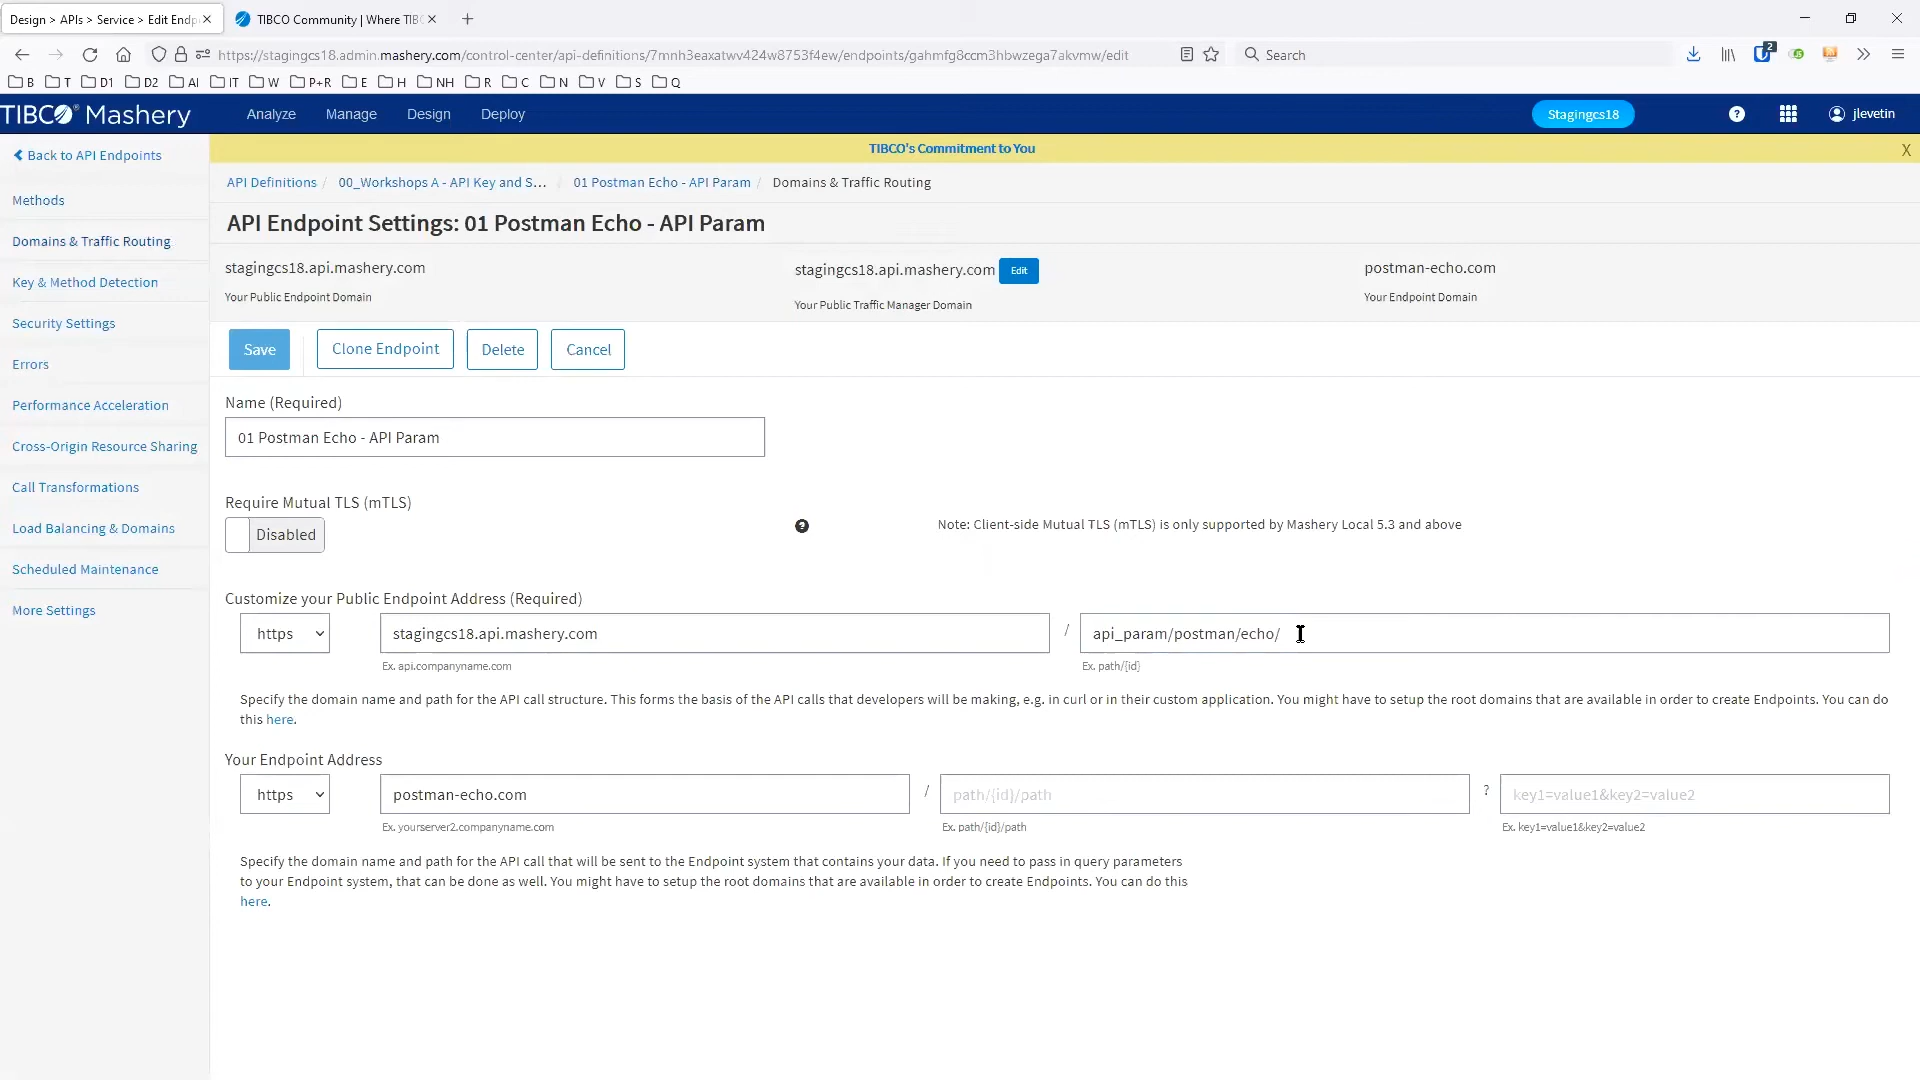 Design > APIs > Service > Edit Endp
TIBCO Community | Where TIBC
https://stagingcs18.admin.mashery.com/control-center/api-definitions/7mnh3eaxatwv424w8753f4ew/endpoints/gahmfg8ccm3hbwzega7akvmw/edit
Search
2
B T D1 D2 AI IT W P+R E H NH R C N V S Q
TIBCO® Mashery
Analyze Manage Design Deploy
Stagingcs18
? jlevetin
Back to API Endpoints
TIBCO's Commitment to You
X
API Definitions / 00_Workshops A - API Key and S... / 01 Postman Echo - API Param / Domains & Traffic Routing
Methods
API Endpoint Settings: 01 Postman Echo - API Param
Domains & Traffic Routing
stagingcs18.api.mashery.com
Your Public Endpoint Domain
stagingcs18.api.mashery.com Edit
Your Public Traffic Manager Domain
postman-echo.com
Your Endpoint Domain
Key & Method Detection
Security Settings
Save Clone Endpoint Delete Cancel
Errors
Name (Required)
Performance Acceleration
01 Postman Echo - API Param
Cross-Origin Resource Sharing
Call Transformations
Require Mutual TLS (mTLS)
Load Balancing & Domains
Disabled
?
Note: Client-side Mutual TLS (mTLS) is only supported by Mashery Local 5.3 and above
Scheduled Maintenance
More Settings
Customize your Public Endpoint Address (Required)
https stagingcs18.api.mashery.com / api_param/postman/echo/
Ex. api.companyname.com
Ex. path/{id}
Specify the domain name and path for the API call structure. This forms the basis of the API calls that developers will be making, e.g. in curl or in their custom application. You might have to setup the root domains that are available in order to create Endpoints. You can do
this here.
Your Endpoint Address
https postman-echo.com / path/{id}/path ? key1=value1&key2=value2
Ex. yourserver2.companyname.com
Ex. path/{id}/path
Ex. key1=value1&key2=value2
Specify the domain name and path for the API call that will be sent to the Endpoint system that contains your data. If you need to pass in query parameters
to your Endpoint system, that can be done as well. You might have to setup the root domains that are available in order to create Endpoints. You can do this
here.